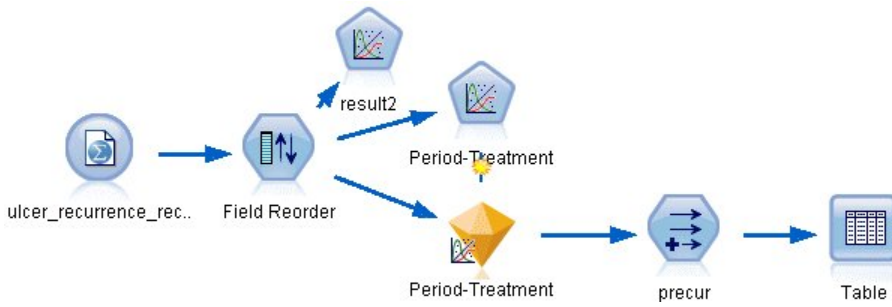 result2
Period-Treatment
ulcer_recurrence_rec..
Field Reorder
Period-Treatment
precur
Table